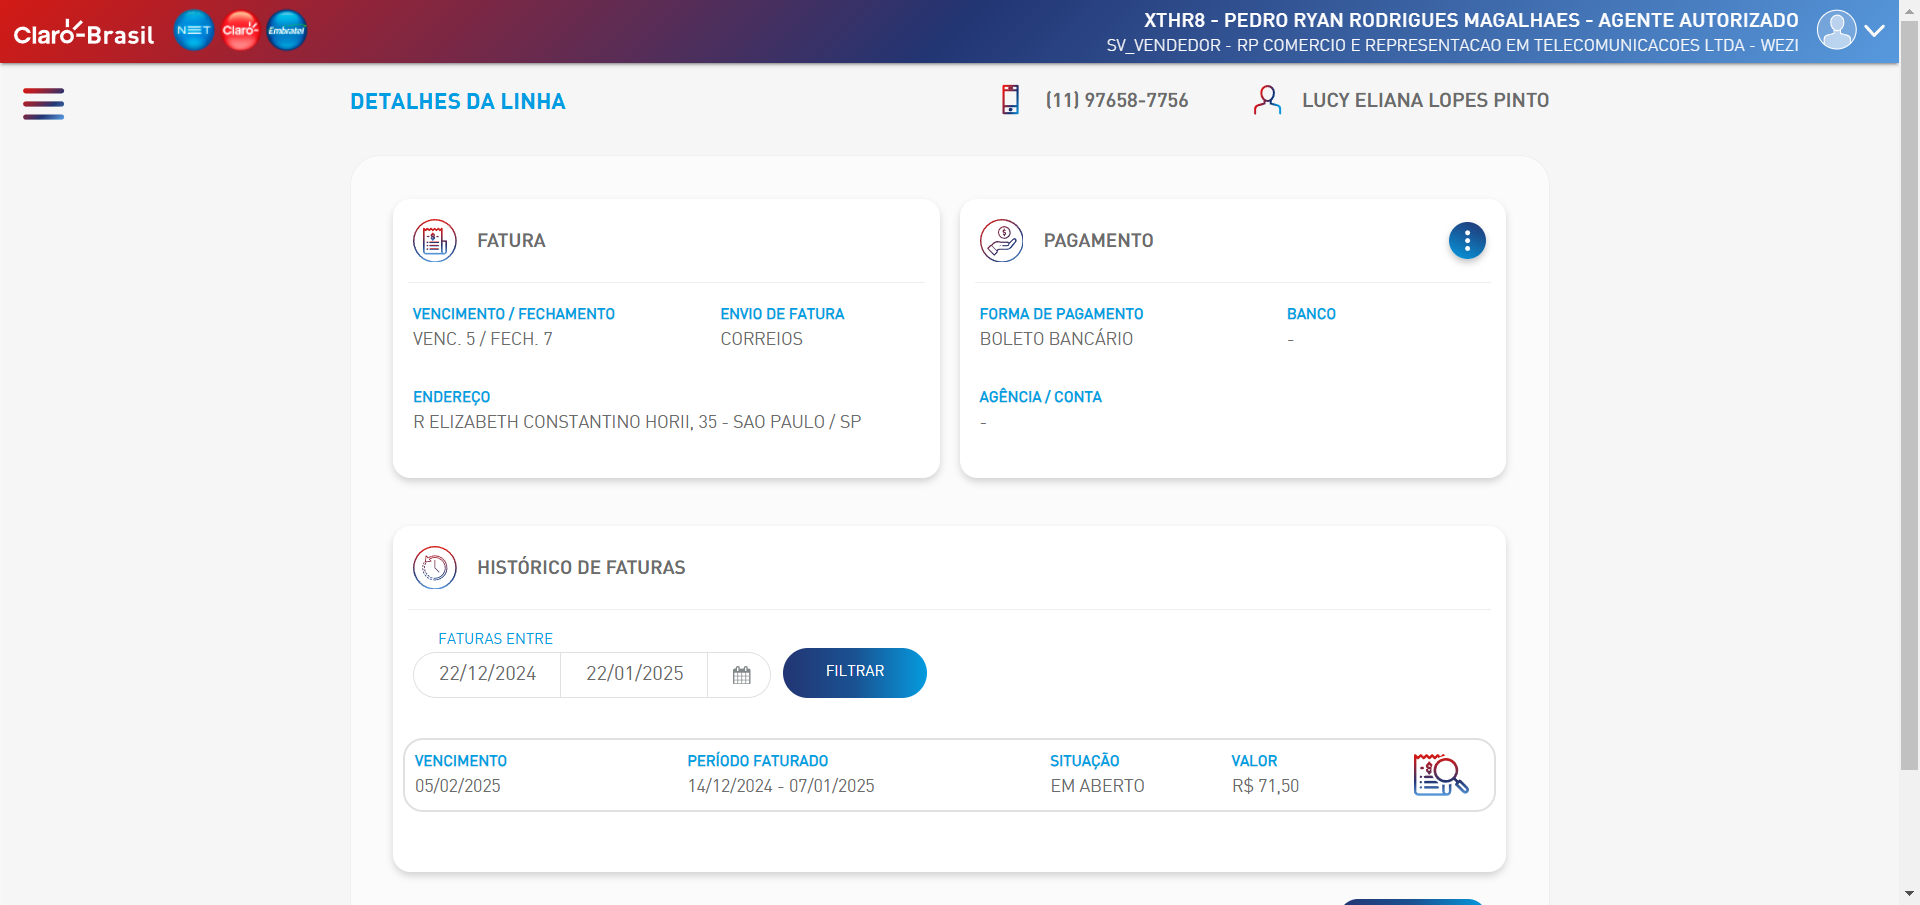 Claro-Brasil
NET
Claro
Embratel
XTHR8 - PEDRO RYAN RODRIGUES MAGALHAES - AGENTE AUTORIZADO
SV_VENDEDOR - RP COMERCIO E REPRESENTACAO EM TELECOMUNICACOES LTDA - WEZI
DETALHES DA LINHA
(11) 97658-7756
LUCY ELIANA LOPES PINTO
FATURA
VENCIMENTO / FECHAMENTO
ENVIO DE FATURA
VENC. 5 / FECH. 7
CORREIOS
ENDEREÇO
R ELIZABETH CONSTANTINO HORII, 35 - SAO PAULO / SP
PAGAMENTO
FORMA DE PAGAMENTO
BANCO
BOLETO BANCÁRIO
-
AGÊNCIA / CONTA
-
HISTÓRICO DE FATURAS
FATURAS ENTRE
22/12/2024
22/01/2025
FILTRAR
VENCIMENTO
PERÍODO FATURADO
SITUAÇÃO
VALOR
05/02/2025
14/12/2024 - 07/01/2025
EM ABERTO
R$ 71,50